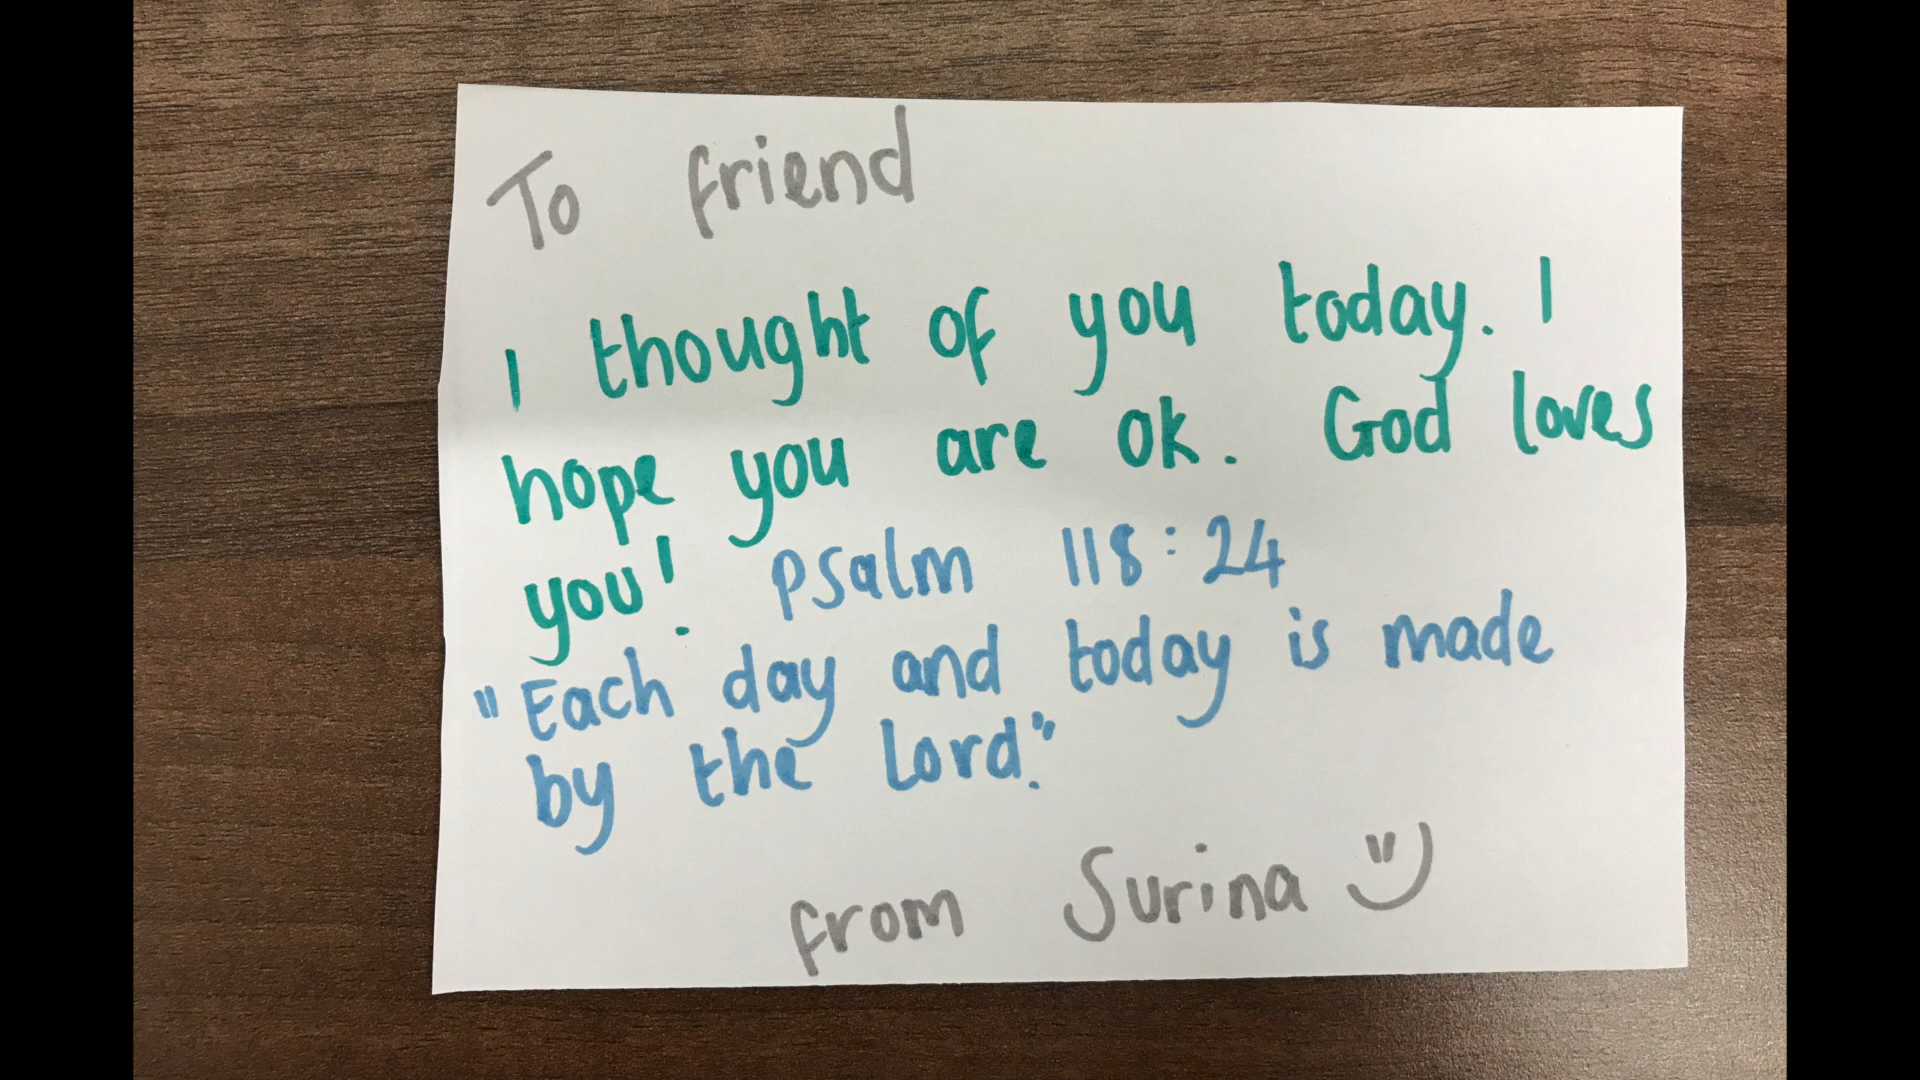 To friend
I thought of you today. I
hope you are ok. God loves
you! psalm 118:24
"Each day and today is made
by the Lord."
from Surina